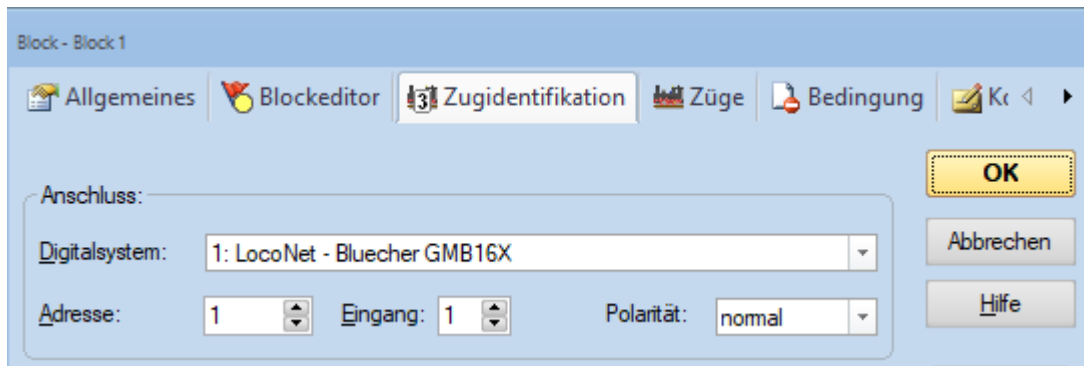 Block - Block 1
Allgemeines Blockeditor 3 Zugidentifikation Züge Bedingung
OK
Anschluss:
Digitalsystem: 1: LocoNet - Bluecher GMB16X
Abbrechen
Adresse: 1 Eingang: 1 Polarität: normal
Hilfe